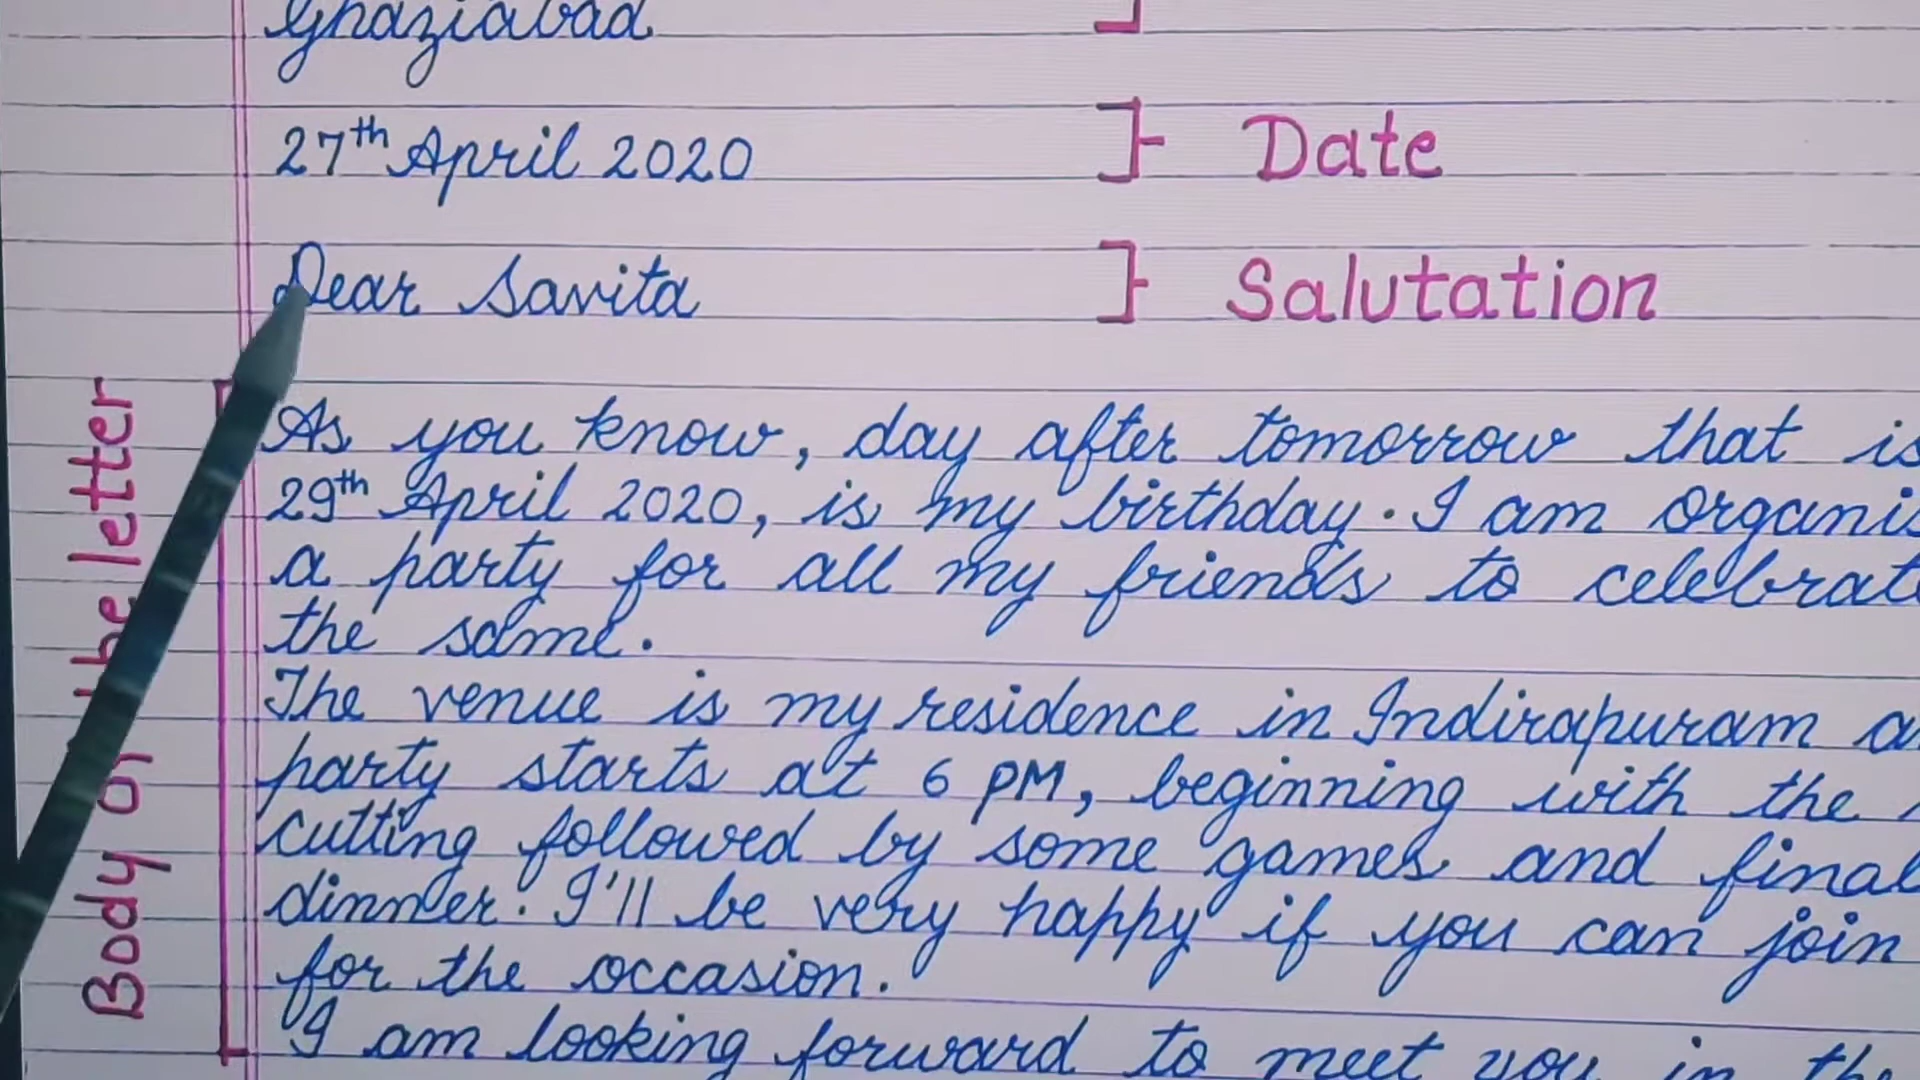 Ghaziabad
27th April 2020 Date
Dear Savita Salutation
Body of the letter
As you know, day after tomorrow that is
29th April 2020, is my birthday. I am organis
a party for all my friends to celebrate
the same.
The venue is my residence in Indirapuram a
party starts at 6 PM, beginning with the
cutting followed by some games and final
dinner. I'll be very happy if you can join
for the occasion.
I am looking forward to meet you in the